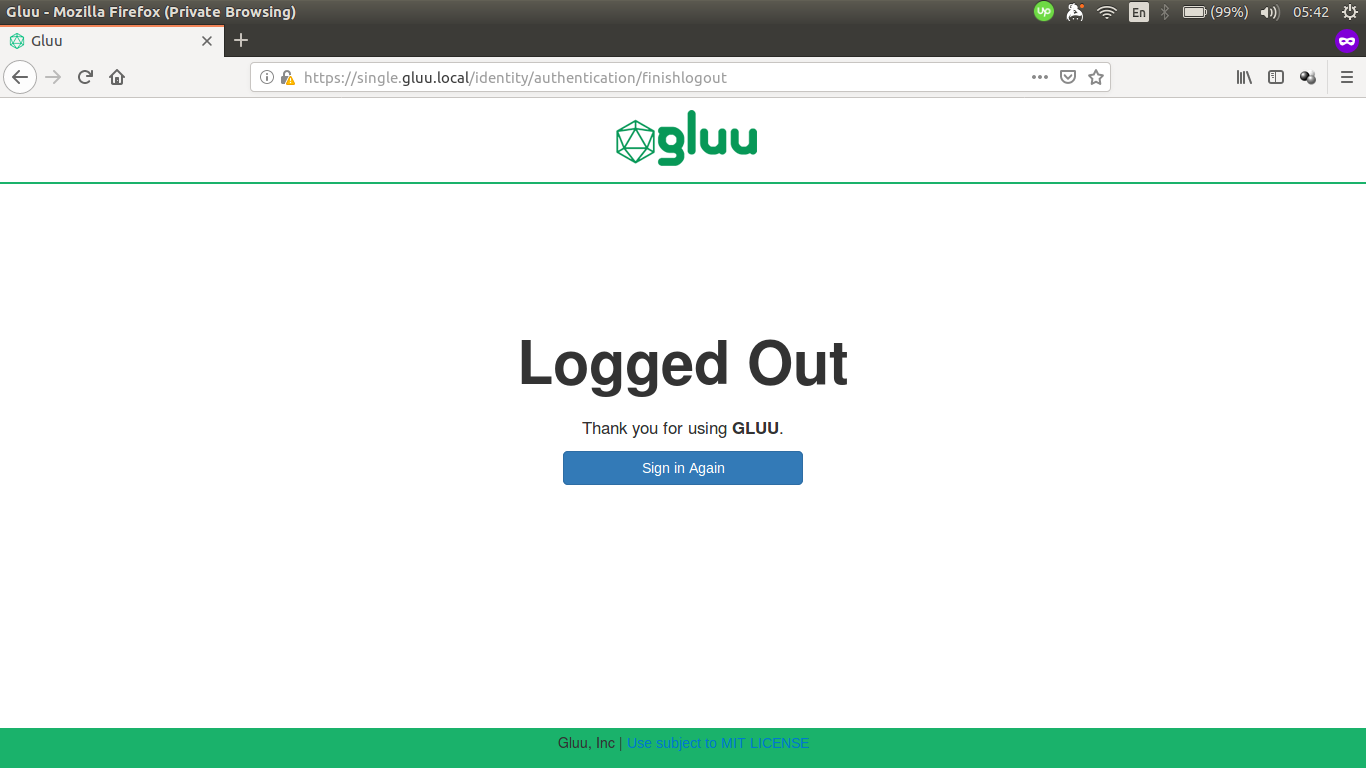 Gluu - Mozilla Firefox (Private Browsing)
Up
En
(99%)
05:42
Gluu
https://single.gluu.local/identity/authentication/finishlogout
gluu
Logged Out
Thank you for using GLUU.
Sign in Again
Gluu, Inc | Use subject to MIT LICENSE